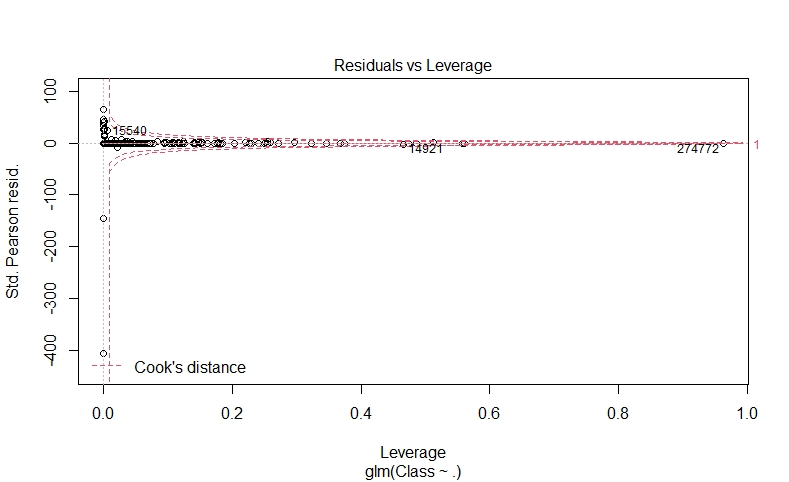 Residuals vs Leverage
Std. Pearson resid.
100
0
-100
-200
-300
-400
15540
14921
274772
1
Cook's distance
0.0 0.2 0.4 0.6 0.8 1.0
Leverage
glm(Class ~ .)